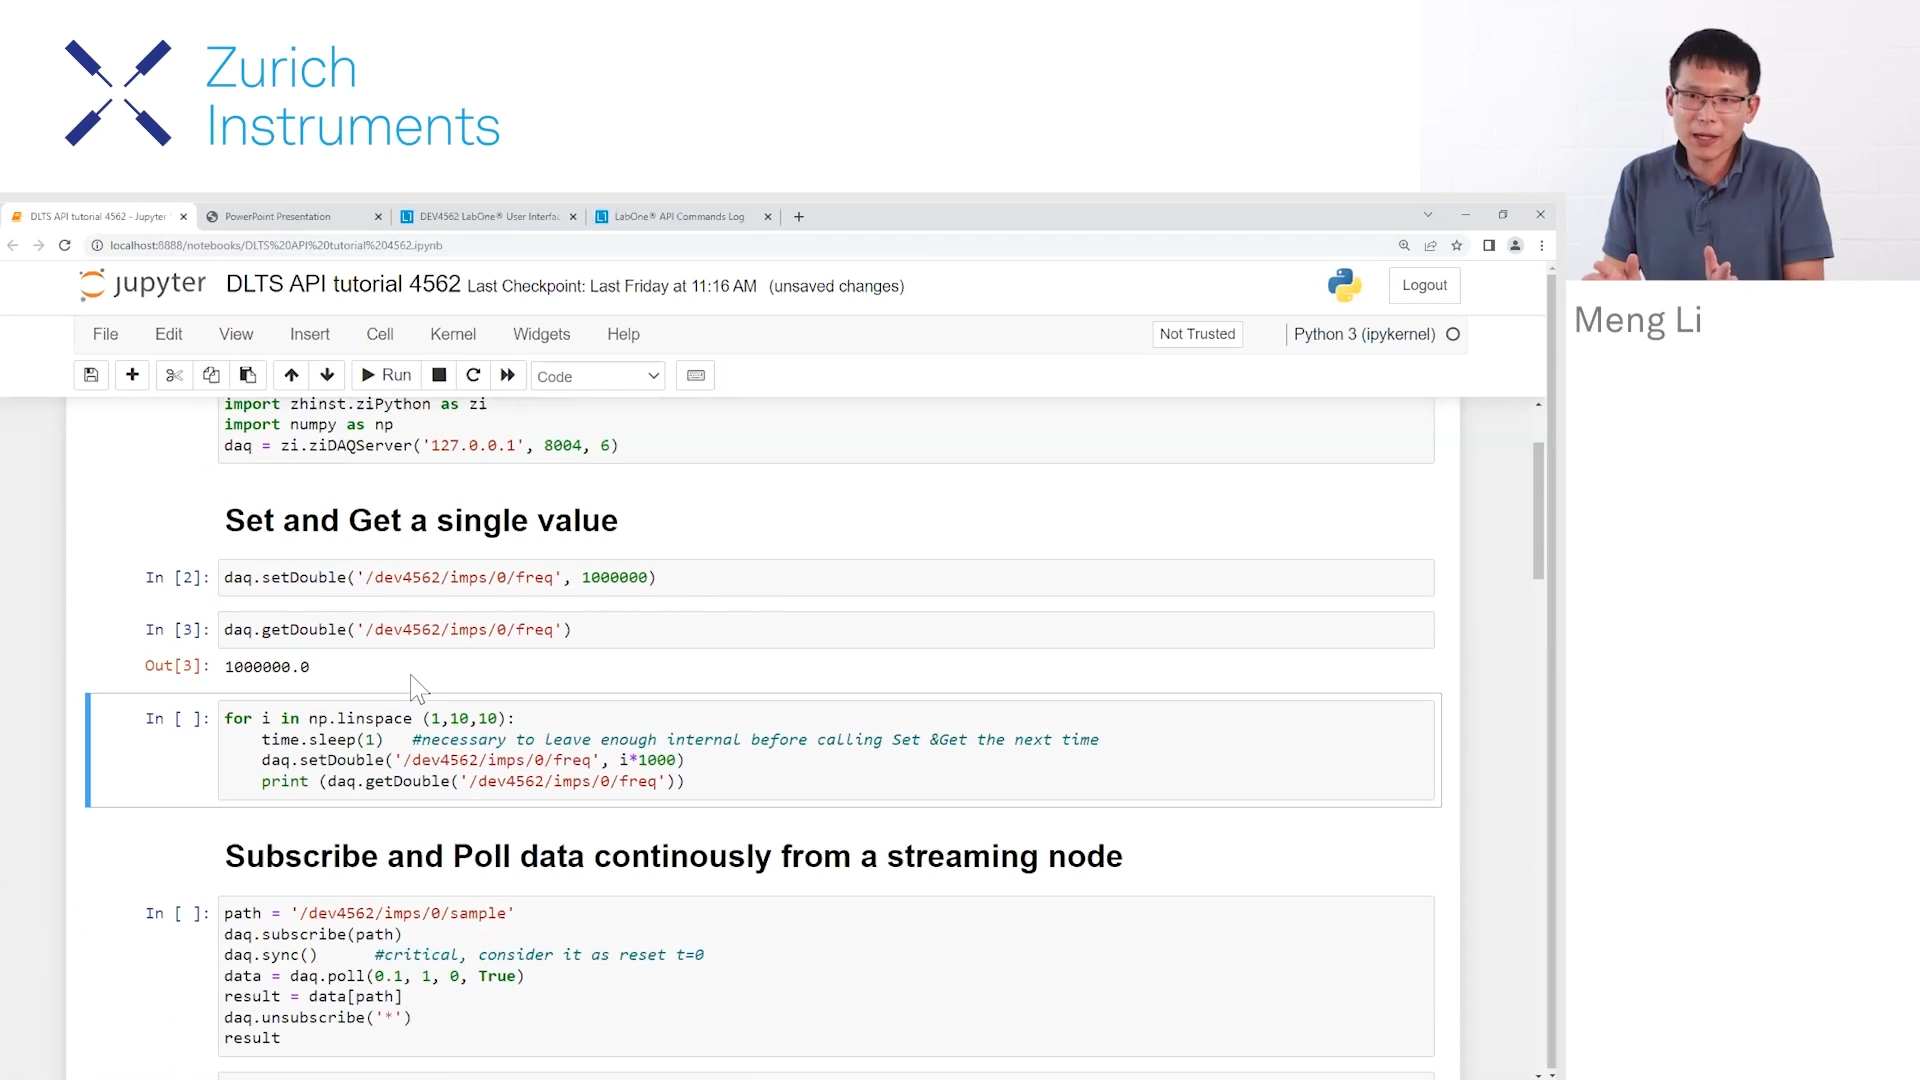 Zurich
Instruments
DLTS API tutorial 4562 - Jupyter
PowerPoint Presentation
DEV4562 LabOne® User Interfac
LabOne® API Commands Log
localhost:8888/notebooks/DLTS%20API%20tutorial%204562.ipynb
jupyter DLTS API tutorial 4562 Last Checkpoint: Last Friday at 11:16 AM (unsaved changes)
Logout
File Edit View Insert Cell Kernel Widgets Help
Not Trusted
Python 3 (ipykernel)
Run
Code
import zhinst.ziPython as zi
import numpy as np
daq = zi.ziDAQServer('127.0.0.1', 8004, 6)
Set and Get a single value
In [2]: daq.setDouble('/dev4562/imps/0/freq', 1000000)
In [3]: daq.getDouble('/dev4562/imps/0/freq')
Out[3]: 1000000.0
In [ ]: for i in np.linspace (1,10,10):
time.sleep(1) #necessary to leave enough internal before calling Set &Get the next time
daq.setDouble('/dev4562/imps/0/freq', i*1000)
print (daq.getDouble('/dev4562/imps/0/freq'))
Subscribe and Poll data continously from a streaming node
In [ ]: path = '/dev4562/imps/0/sample'
daq.subscribe(path)
daq.sync() #critical, consider it as reset t=0
data = daq.poll(0.1, 1, 0, True)
result = data[path]
daq.unsubscribe('*')
result
Meng Li